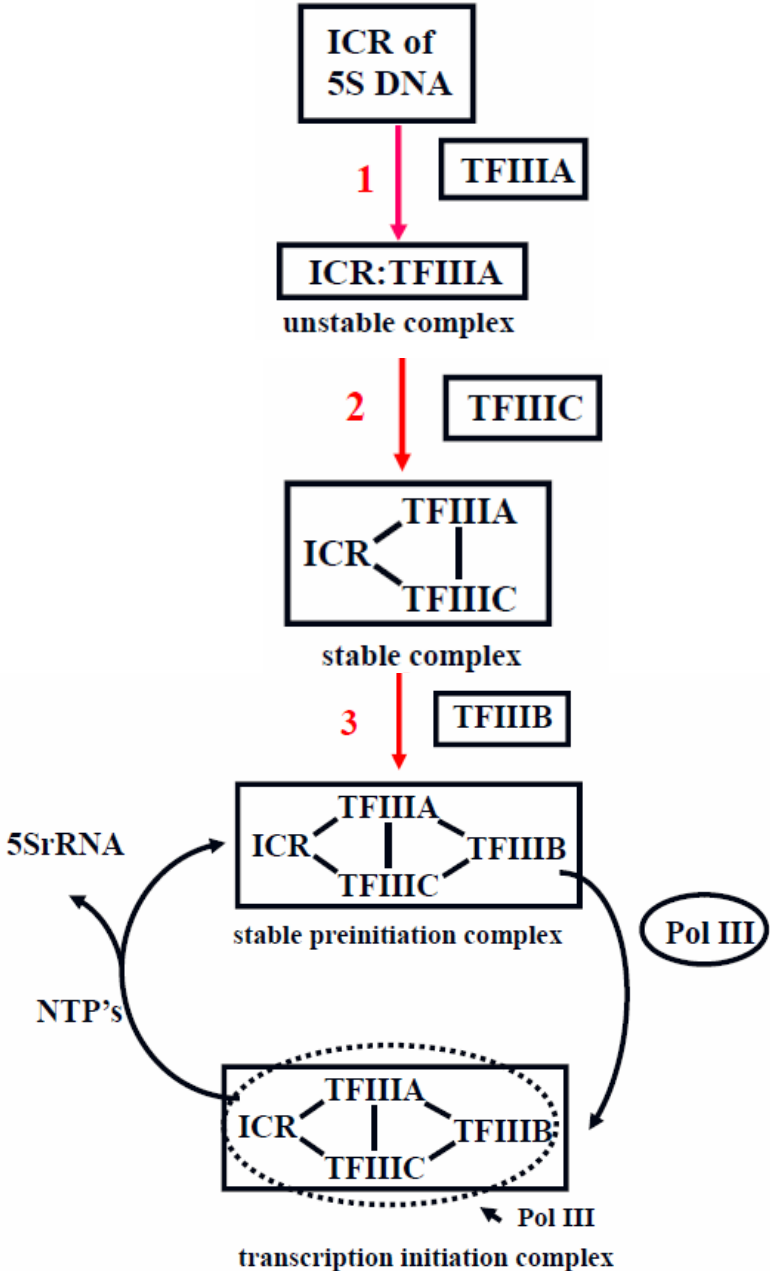 ICR of
5S DNA
1
TFIIIA
ICR:TFIIIA
unstable complex
2
TFIIIC
TFIIIA
ICR
TFIIIC
stable complex
3
TFIIIB
TFIIIA
ICR
TFIIIB
TFIIIC
stable preinitiation complex
5SrRNA
Pol III
NTP's
TFIIIA
ICR
TFIIIB
TFIIIC
Pol III
transcription initiation complex